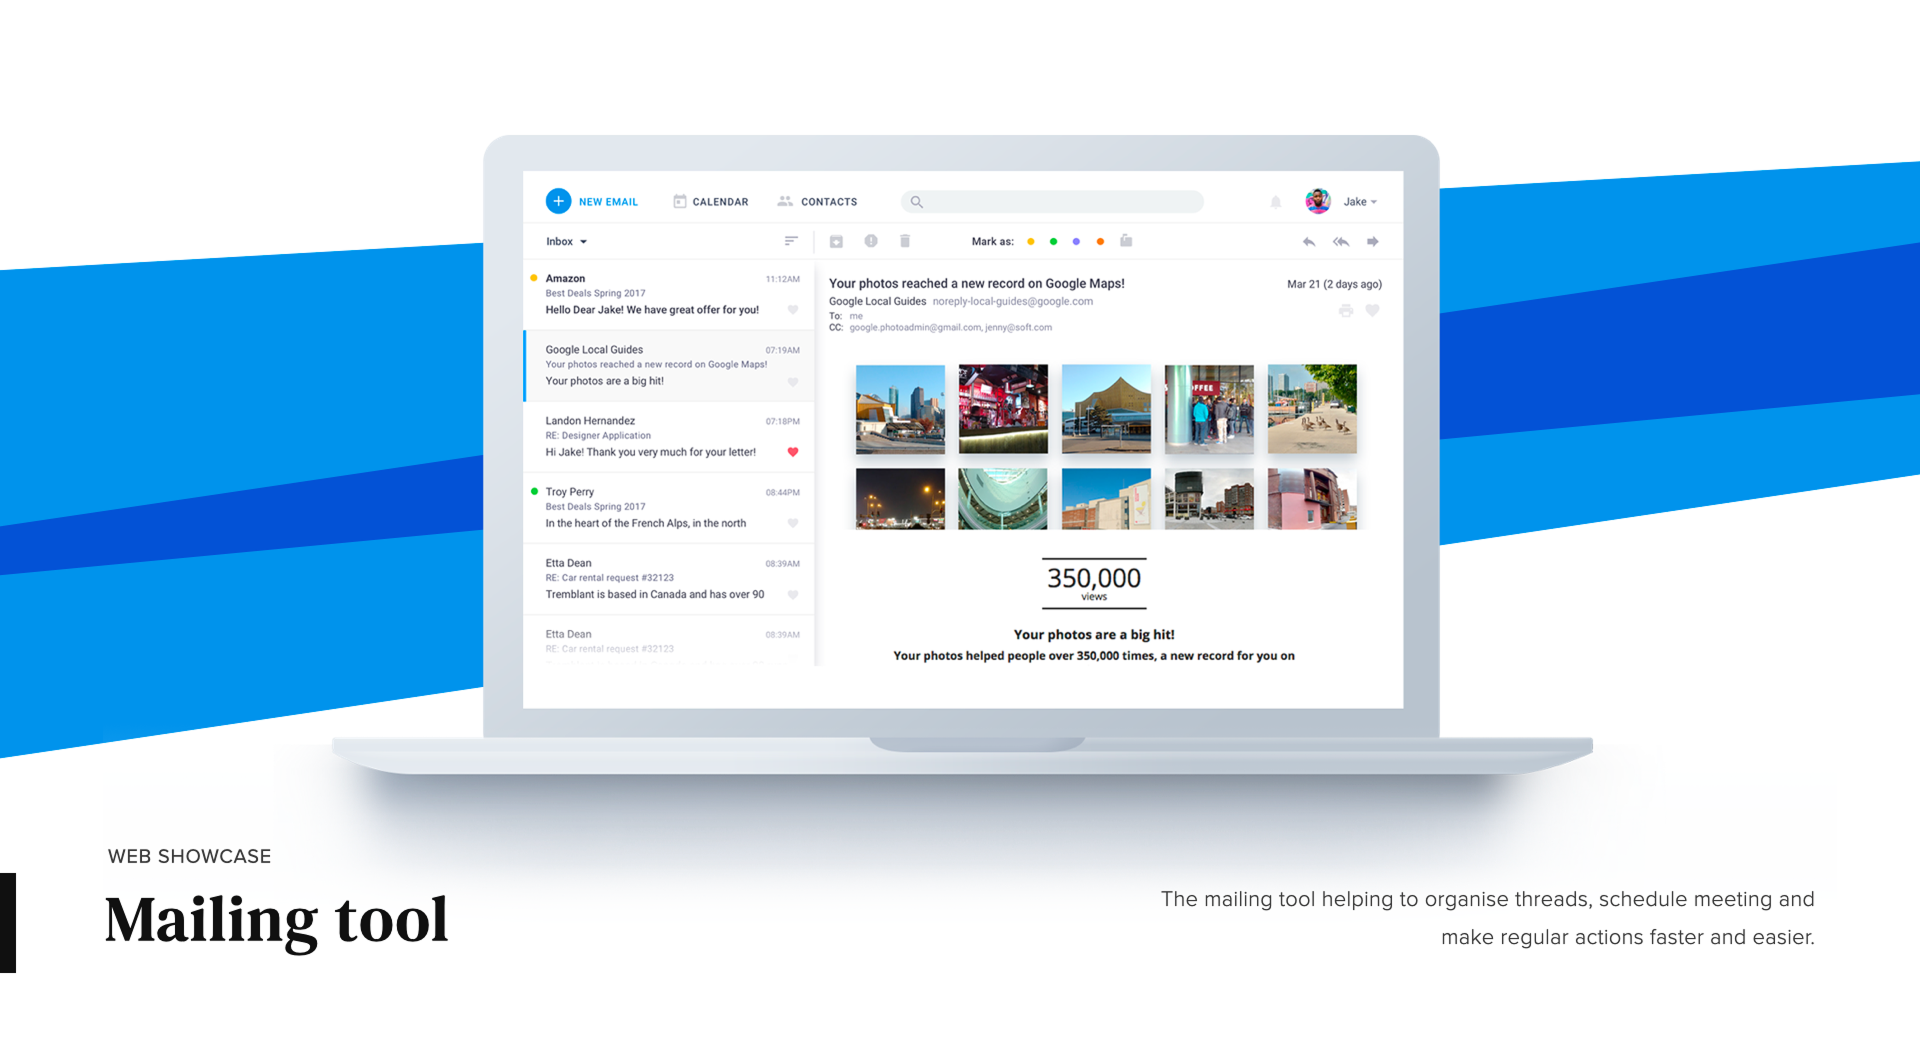 NEW EMAIL
CALENDAR
CONTACTS
Jake
Inbox
Mark as:
Amazon
11:12AM
Best Deals Spring 2017
Hello Dear Jake! We have great offer for you!
Google Local Guides
07:19AM
Your photos reached a new record on Google Maps!
Your photos are a big hit!
Landon Hernandez
07:18PM
RE: Designer Application
Hi Jake! Thank you very much for your letter!
Troy Perry
08:44PM
Best Deals Spring 2017
In the heart of the French Alps, in the north
Etta Dean
08:39AM
RE: Car rental request #32123
Tremblant is based in Canada and has over 90
Etta Dean
08:39AM
RE: Car rental request #32123
Your photos reached a new record on Google Maps!
Mar 21 (2 days ago)
Google Local Guides noreply-local-guides@google.com
To: me
CC: google.photoadmin@gmail.com, jenny@soft.com
OFFEE
350,000
views
Your photos are a big hit!
Your photos helped people over 350,000 times, a new record for you on
WEB SHOWCASE
Mailing tool
The mailing tool helping to organise threads, schedule meeting and
make regular actions faster and easier.